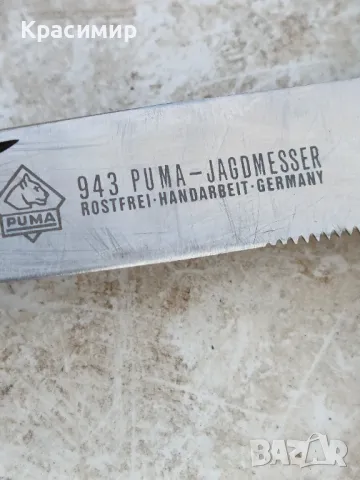 Красимир
943 PUMA-JAGDMESSER
ROSTFREI·HANDARBEIT·GERMANY
PUMA
BAZAR